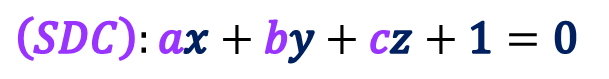 (SDC): ax + by + cz + 1 = 0